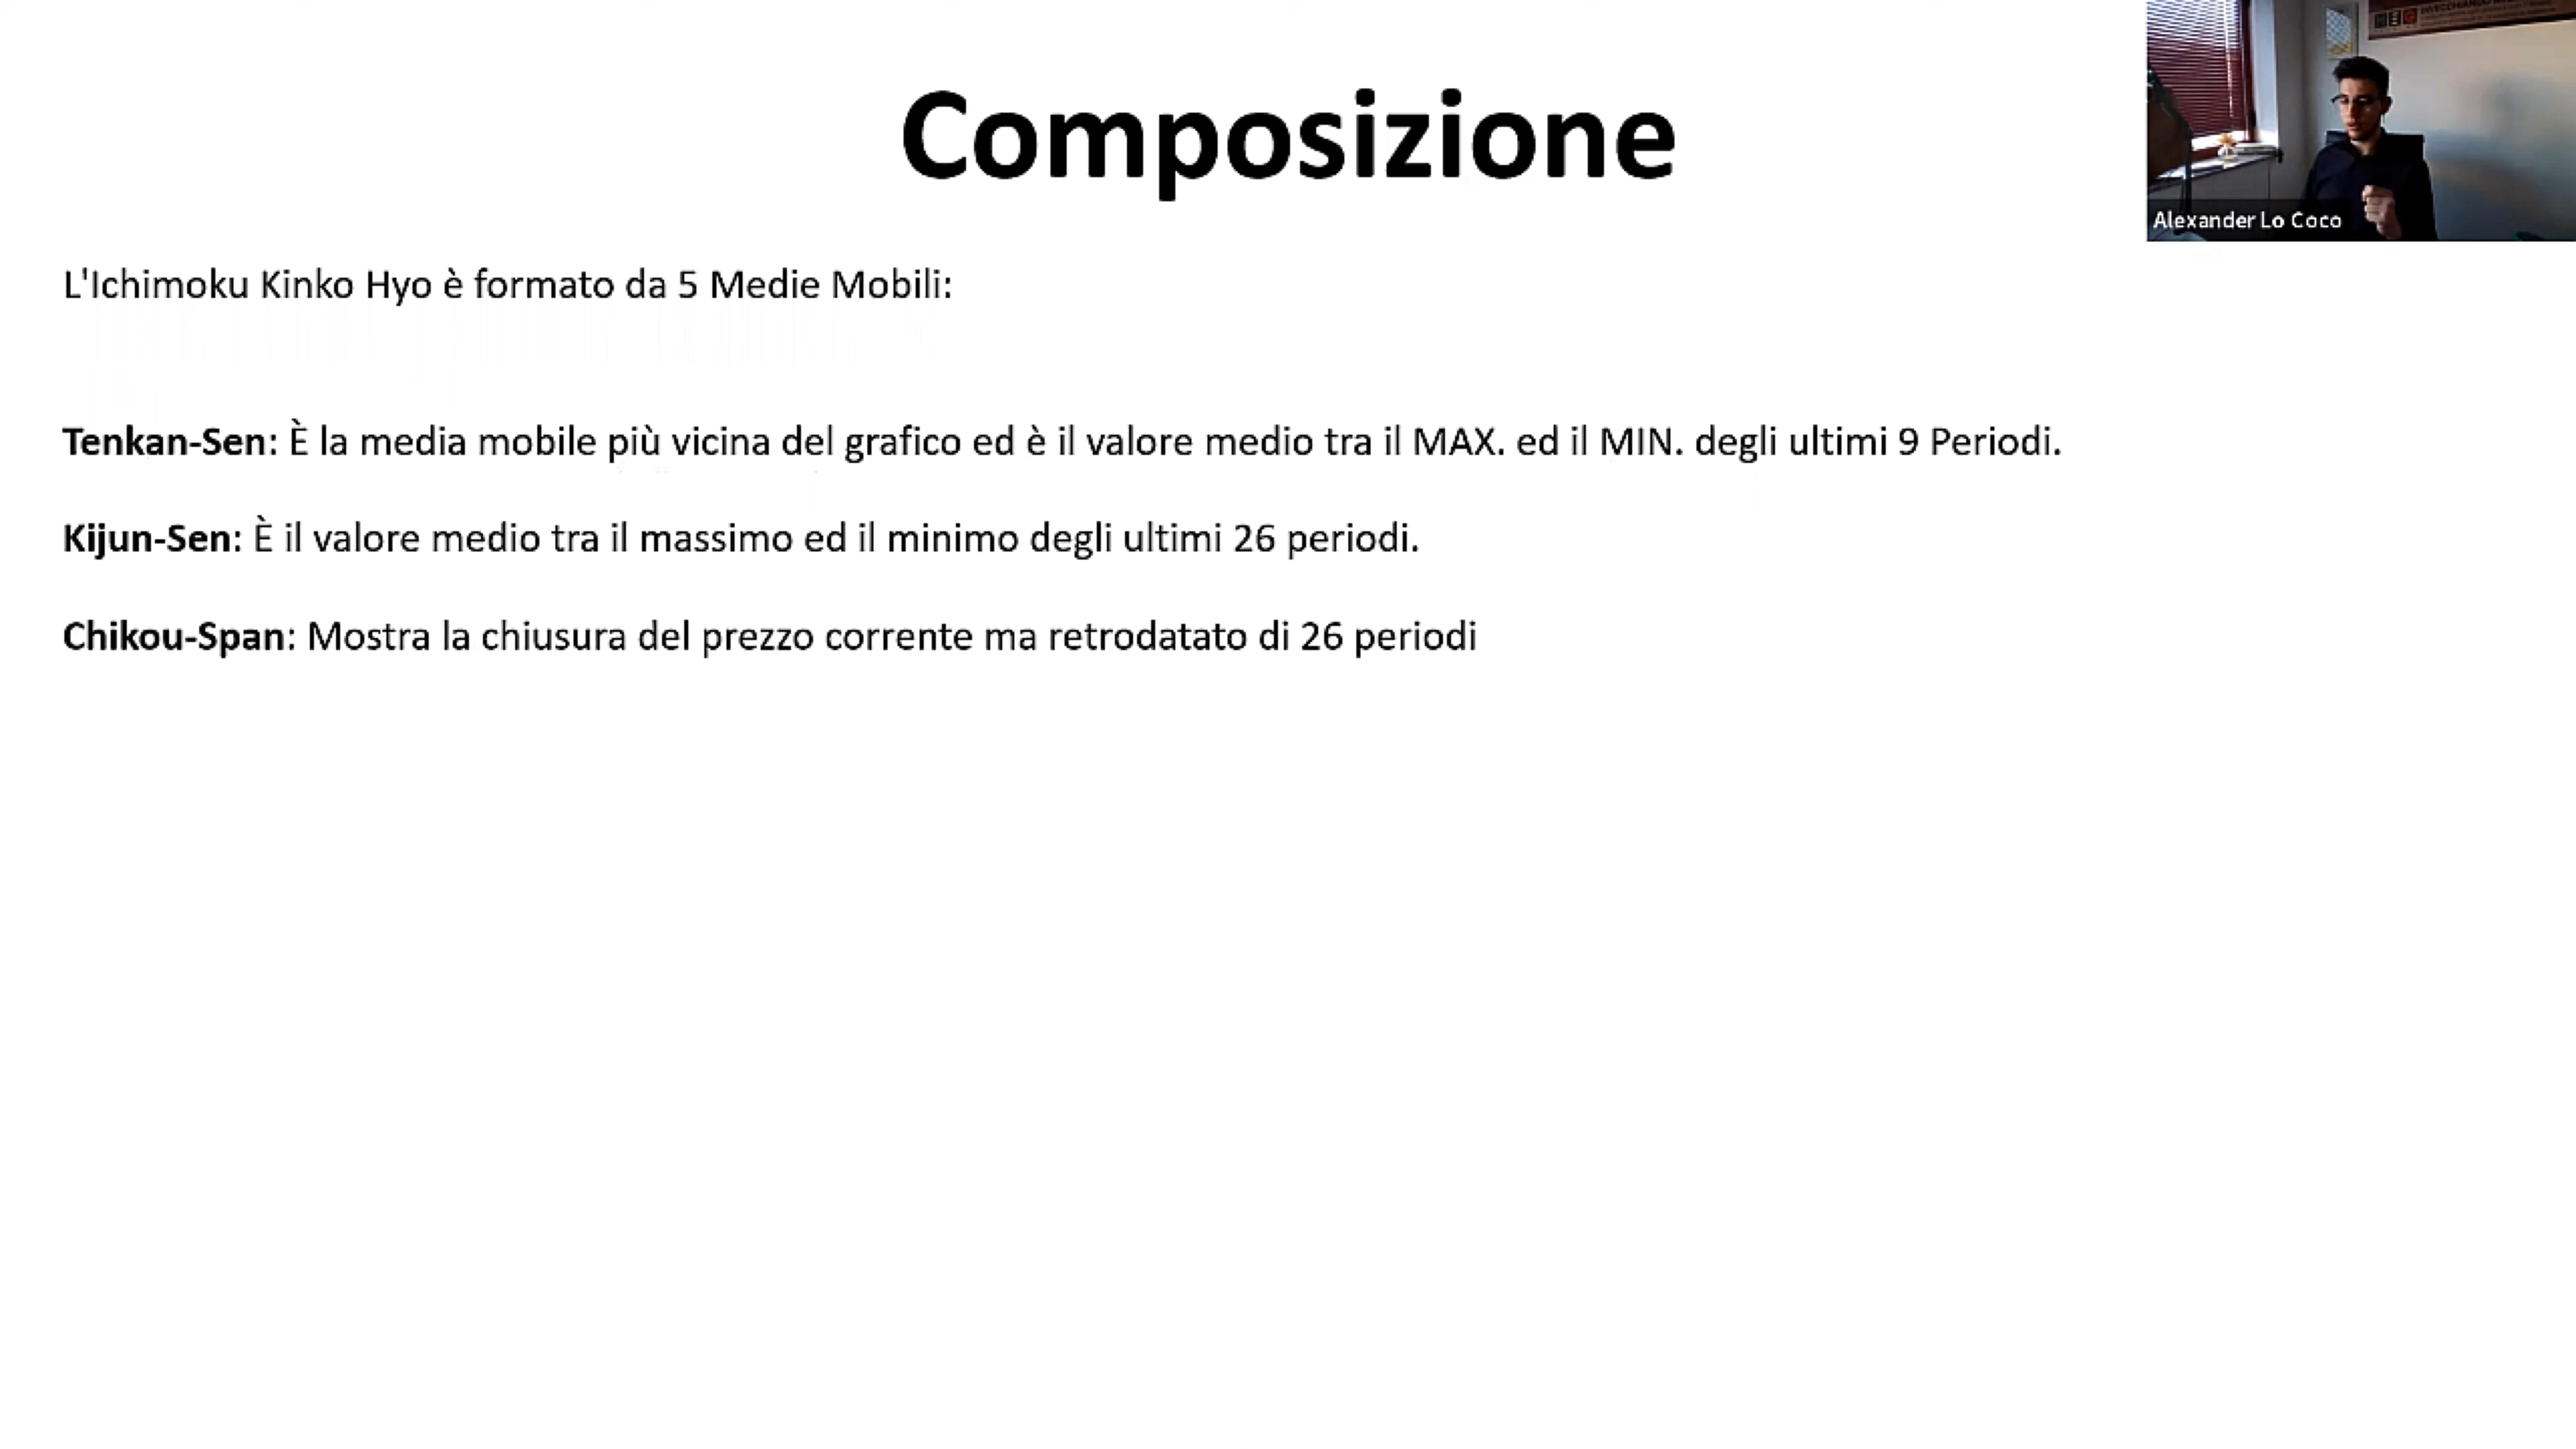 Composizione
Alexander Lo Coco
L'Ichimoku Kinko Hyo è formato da 5 Medie Mobili:
Tenkan-Sen: È la media mobile più vicina del grafico ed è il valore medio tra il MAX. ed il MIN. degli ultimi 9 Periodi.
Kijun-Sen: È il valore medio tra il massimo ed il minimo degli ultimi 26 periodi.
Chikou-Span: Mostra la chiusura del prezzo corrente ma retrodatato di 26 periodi